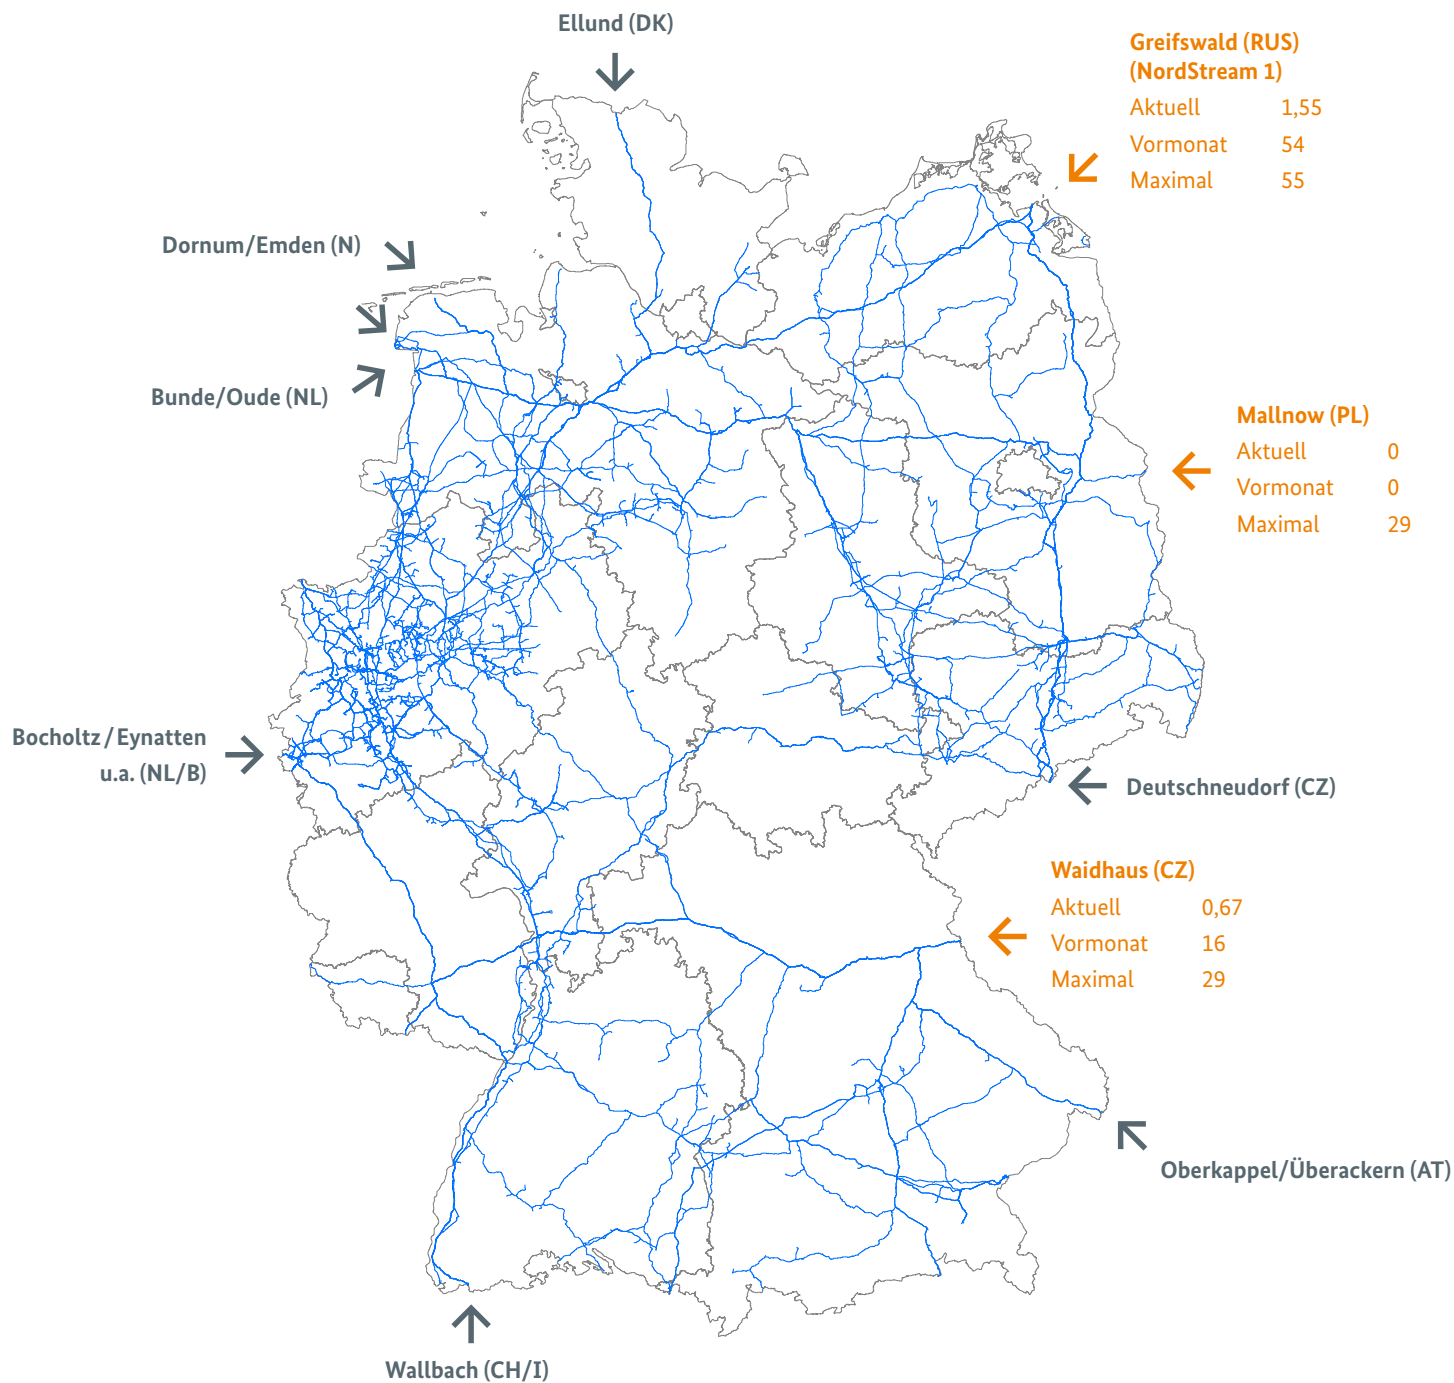 Ellund (DK)
Greifswald (RUS)
(NordStream 1)
Aktuell 1,55
Vormonat 54
Maximal 55
Dornum/Emden (N)
Bunde/Oude (NL)
Mallnow (PL)
Aktuell 0
Vormonat 0
Maximal 29
Bocholtz / Eynatten
u.a. (NL/B)
Deutschneudorf (CZ)
Waidhaus (CZ)
Aktuell 0,67
Vormonat 16
Maximal 29
Oberkappel/Überackern (AT)
Wallbach (CH/I)